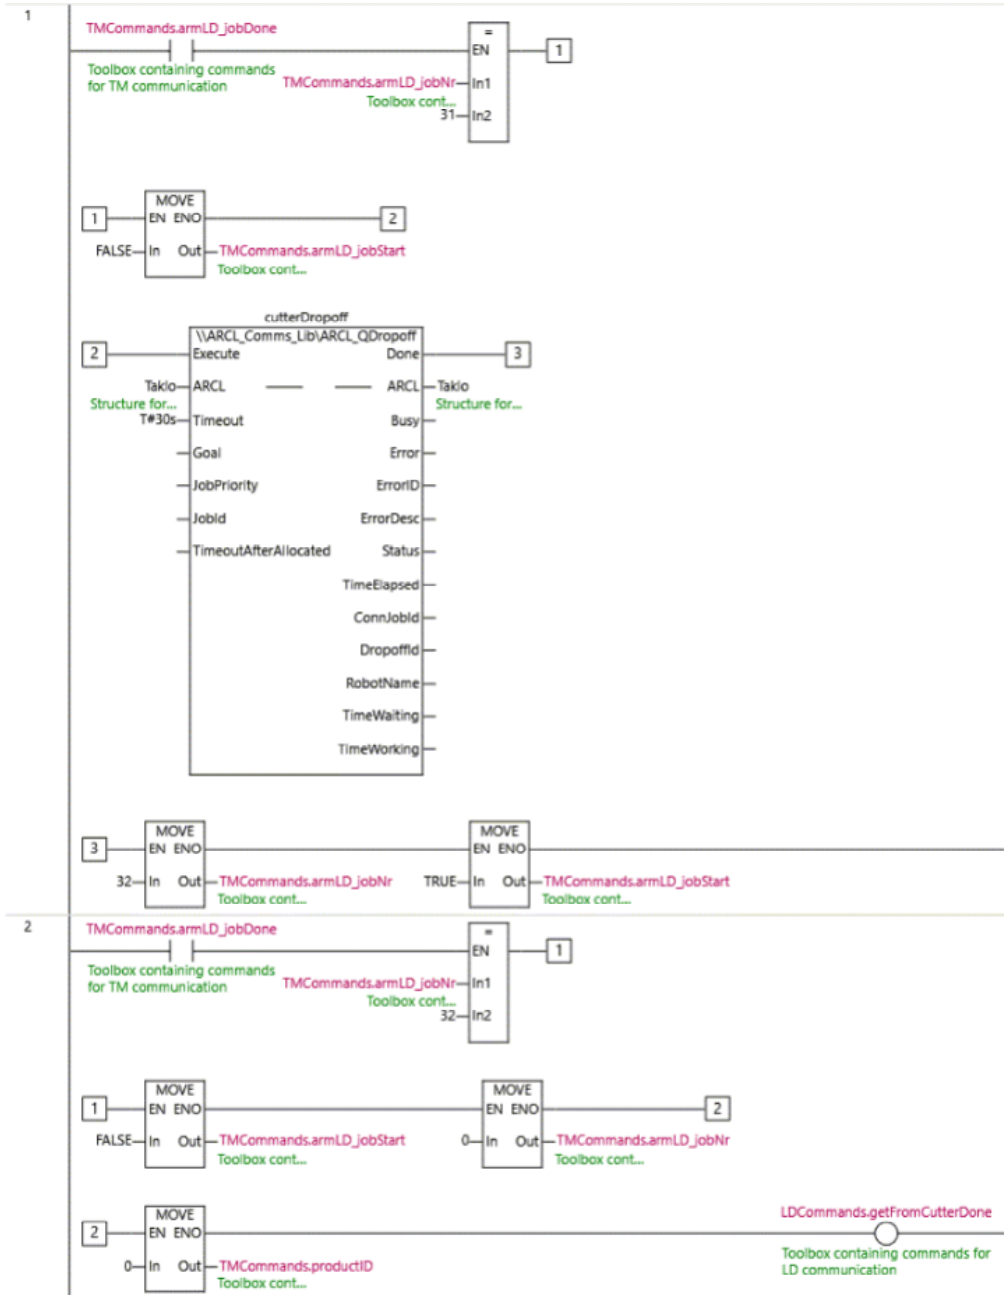 1
TMCommands.armLD_jobDone
=
EN
1
Toolbox containing commands
for TM communication
TMCommands.armLD_jobNr
In1
Toolbox cont...
31
In2
MOVE
1
EN ENO
2
FALSE
In Out
TMCommands.armLD_jobStart
Toolbox cont...
cutterDropoff
\\ARCL_Comms_Lib\ARCL_QDropoff
2
Execute
Done
3
Taklo
ARCL
ARCL
Taklo
Structure for...
Structure for...
T#30s
Timeout
Busy
Goal
Error
JobPriority
ErrorID
JobId
ErrorDesc
TimeoutAfterAllocated
Status
TimeElapsed
ConnJobId
DropoffId
RobotName
TimeWaiting
TimeWorking
MOVE
MOVE
3
EN ENO
EN ENO
32
In Out
TMCommands.armLD_jobNr
TRUE
In Out
TMCommands.armLD_jobStart
Toolbox cont...
Toolbox cont...
2
TMCommands.armLD_jobDone
=
EN
1
Toolbox containing commands
for TM communication
TMCommands.armLD_jobNr
In1
Toolbox cont...
32
In2
MOVE
MOVE
1
EN ENO
EN ENO
2
FALSE
In Out
TMCommands.armLD_jobStart
0
In Out
TMCommands.armLD_jobNr
Toolbox cont...
Toolbox cont...
MOVE
LDCommands.getFromCutterDone
2
EN ENO
Toolbox containing commands for
LD communication
0
In Out
TMCommands.productID
Toolbox cont...